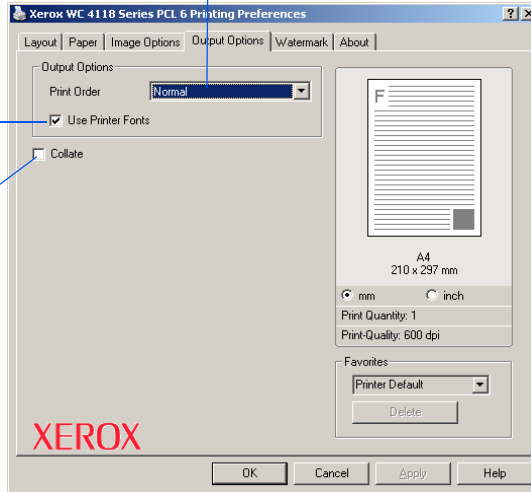 Xerox WC 4118 Series PCL 6 Printing Preferences
Layout Paper Image Options Output Options Watermark About
Output Options
Print Order Normal
Use Printer Fonts
Collate
F
A4
210 x 297 mm
mm inch
Print Quantity: 1
Print-Quality: 600 dpi
Favorites
Printer Default
Delete
XEROX
OK Cancel Apply Help